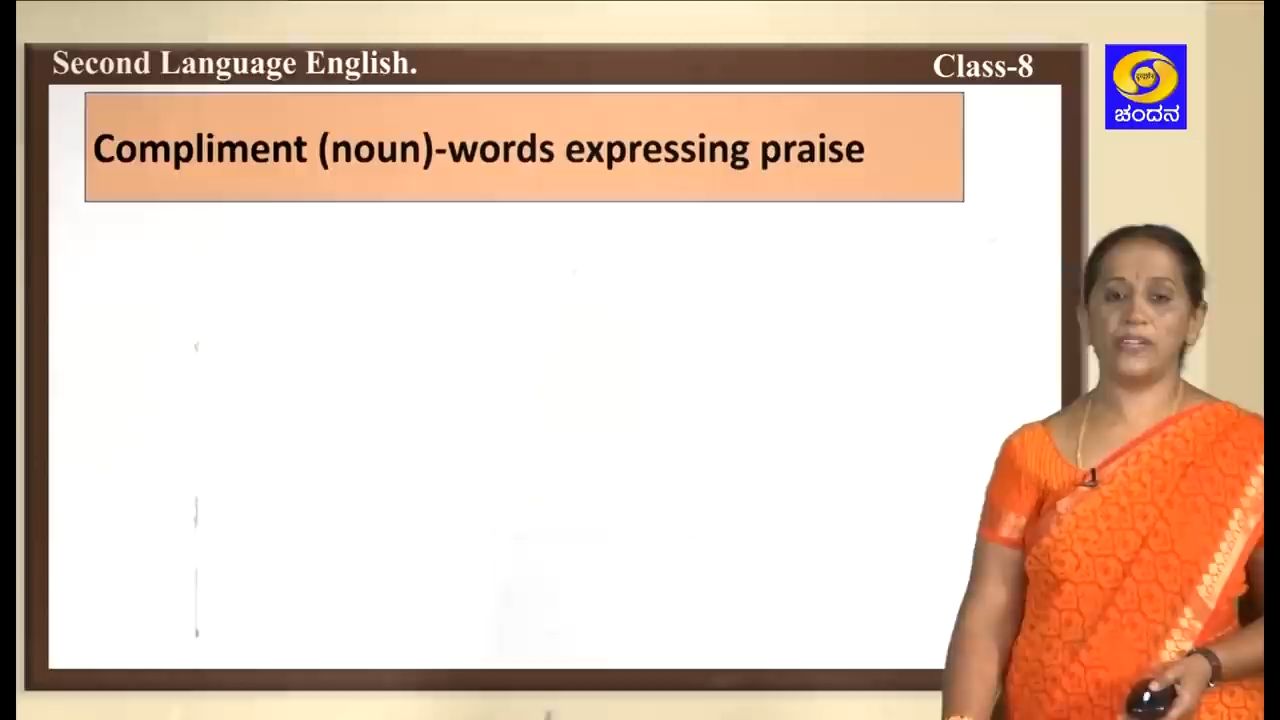 Second Language English.
Class-8
Compliment (noun)-words expressing praise
ಚಂದನ